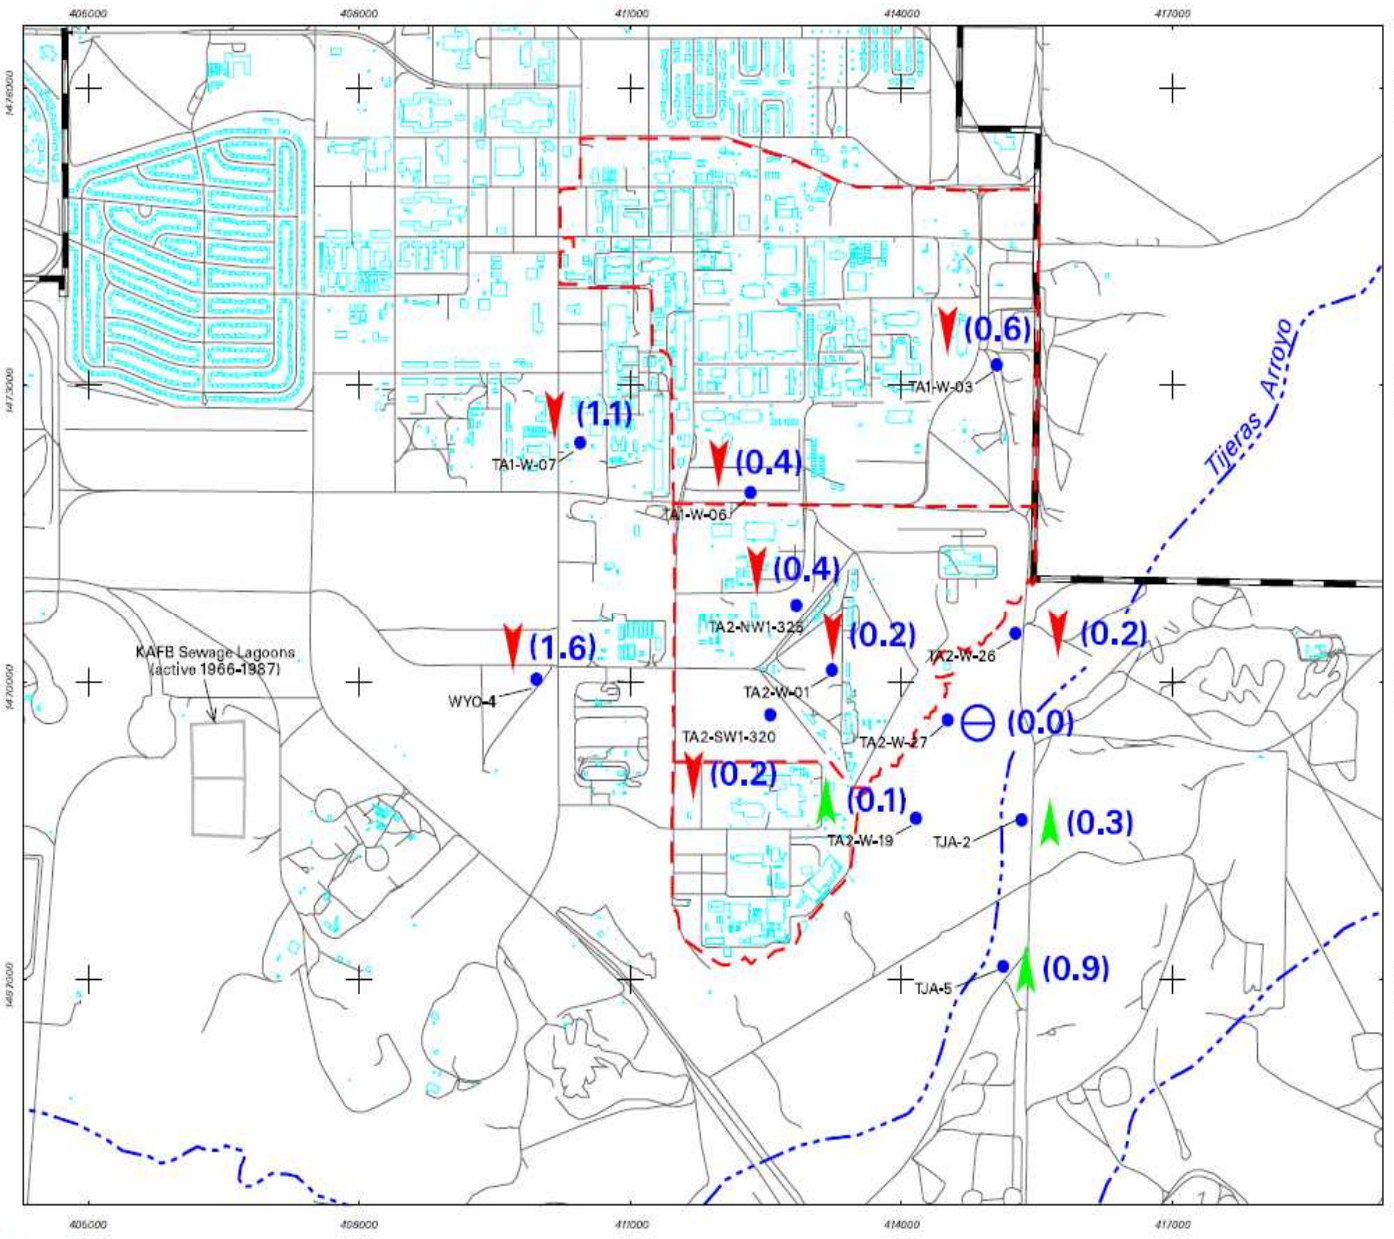 405000 408000 411000 414000 417000
1476000
(0.6)
TA1-W-03
Tijeras Arroyo
1473000
(1.1)
TA1-W-07
(0.4)
TA1-W-06
(0.4)
TA2-NW1-325
(0.2)
TA2-W-01
(0.2)
TA2-W-26
KAFB Sewage Lagoons
(active 1966-1987)
(1.6)
WYO-4
1470000
TA2-SW1-320
(0.0)
TA2-W-27
(0.2)
(0.1)
TA2-W-19
TJA-2
(0.3)
1467000
TJA-5
(0.9)
405000 408000 411000 414000 417000